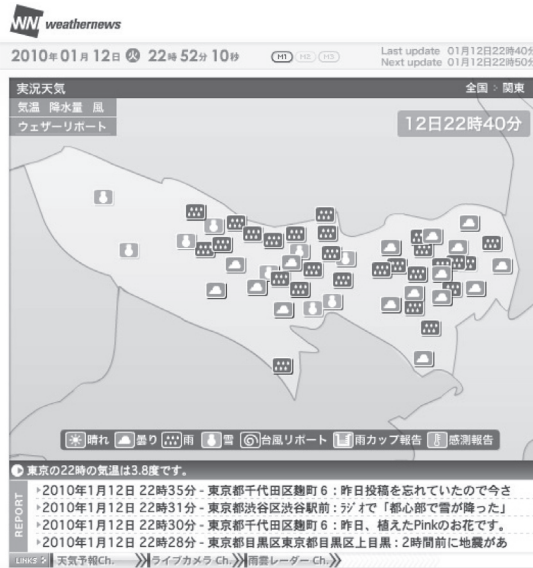 WNI weathernews
2010年01月12日 火 22時52分10秒 M1 M2 M3 Last update 01月12日22時40分
Next update 01月12日22時50分
実況天気 全国 > 関東
気温 降水量 風
ウェザーリポート
12日22時40分
晴れ 曇り 雨 雪 台風リポート 雨カップ報告 感測報告
東京の22時の気温は3.8度です。
REPORT
2010年1月12日 22時35分 - 東京都千代田区麹町6：昨日投稿を忘れていたので今さ
2010年1月12日 22時31分 - 東京都渋谷区渋谷駅前：ﾗｼﾞｵで「都心部で雪が降った」
2010年1月12日 22時30分 - 東京都千代田区麹町6：昨日、植えたPinkのお花です。
2010年1月12日 22時28分 - 東京都目黒区東京都目黒区上目黒：2時間前に地震があ
LINKS 天気予報Ch. ライブカメラ Ch. 雨雲レーダー Ch.